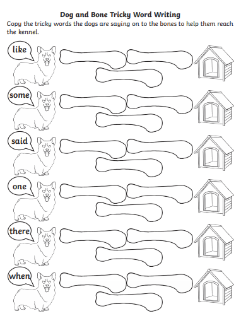 Dog and Bone Tricky Word Writing
Copy the tricky words the dogs are saying on to the bones to help them reach
the kennel.
like
some
said
one
there
when